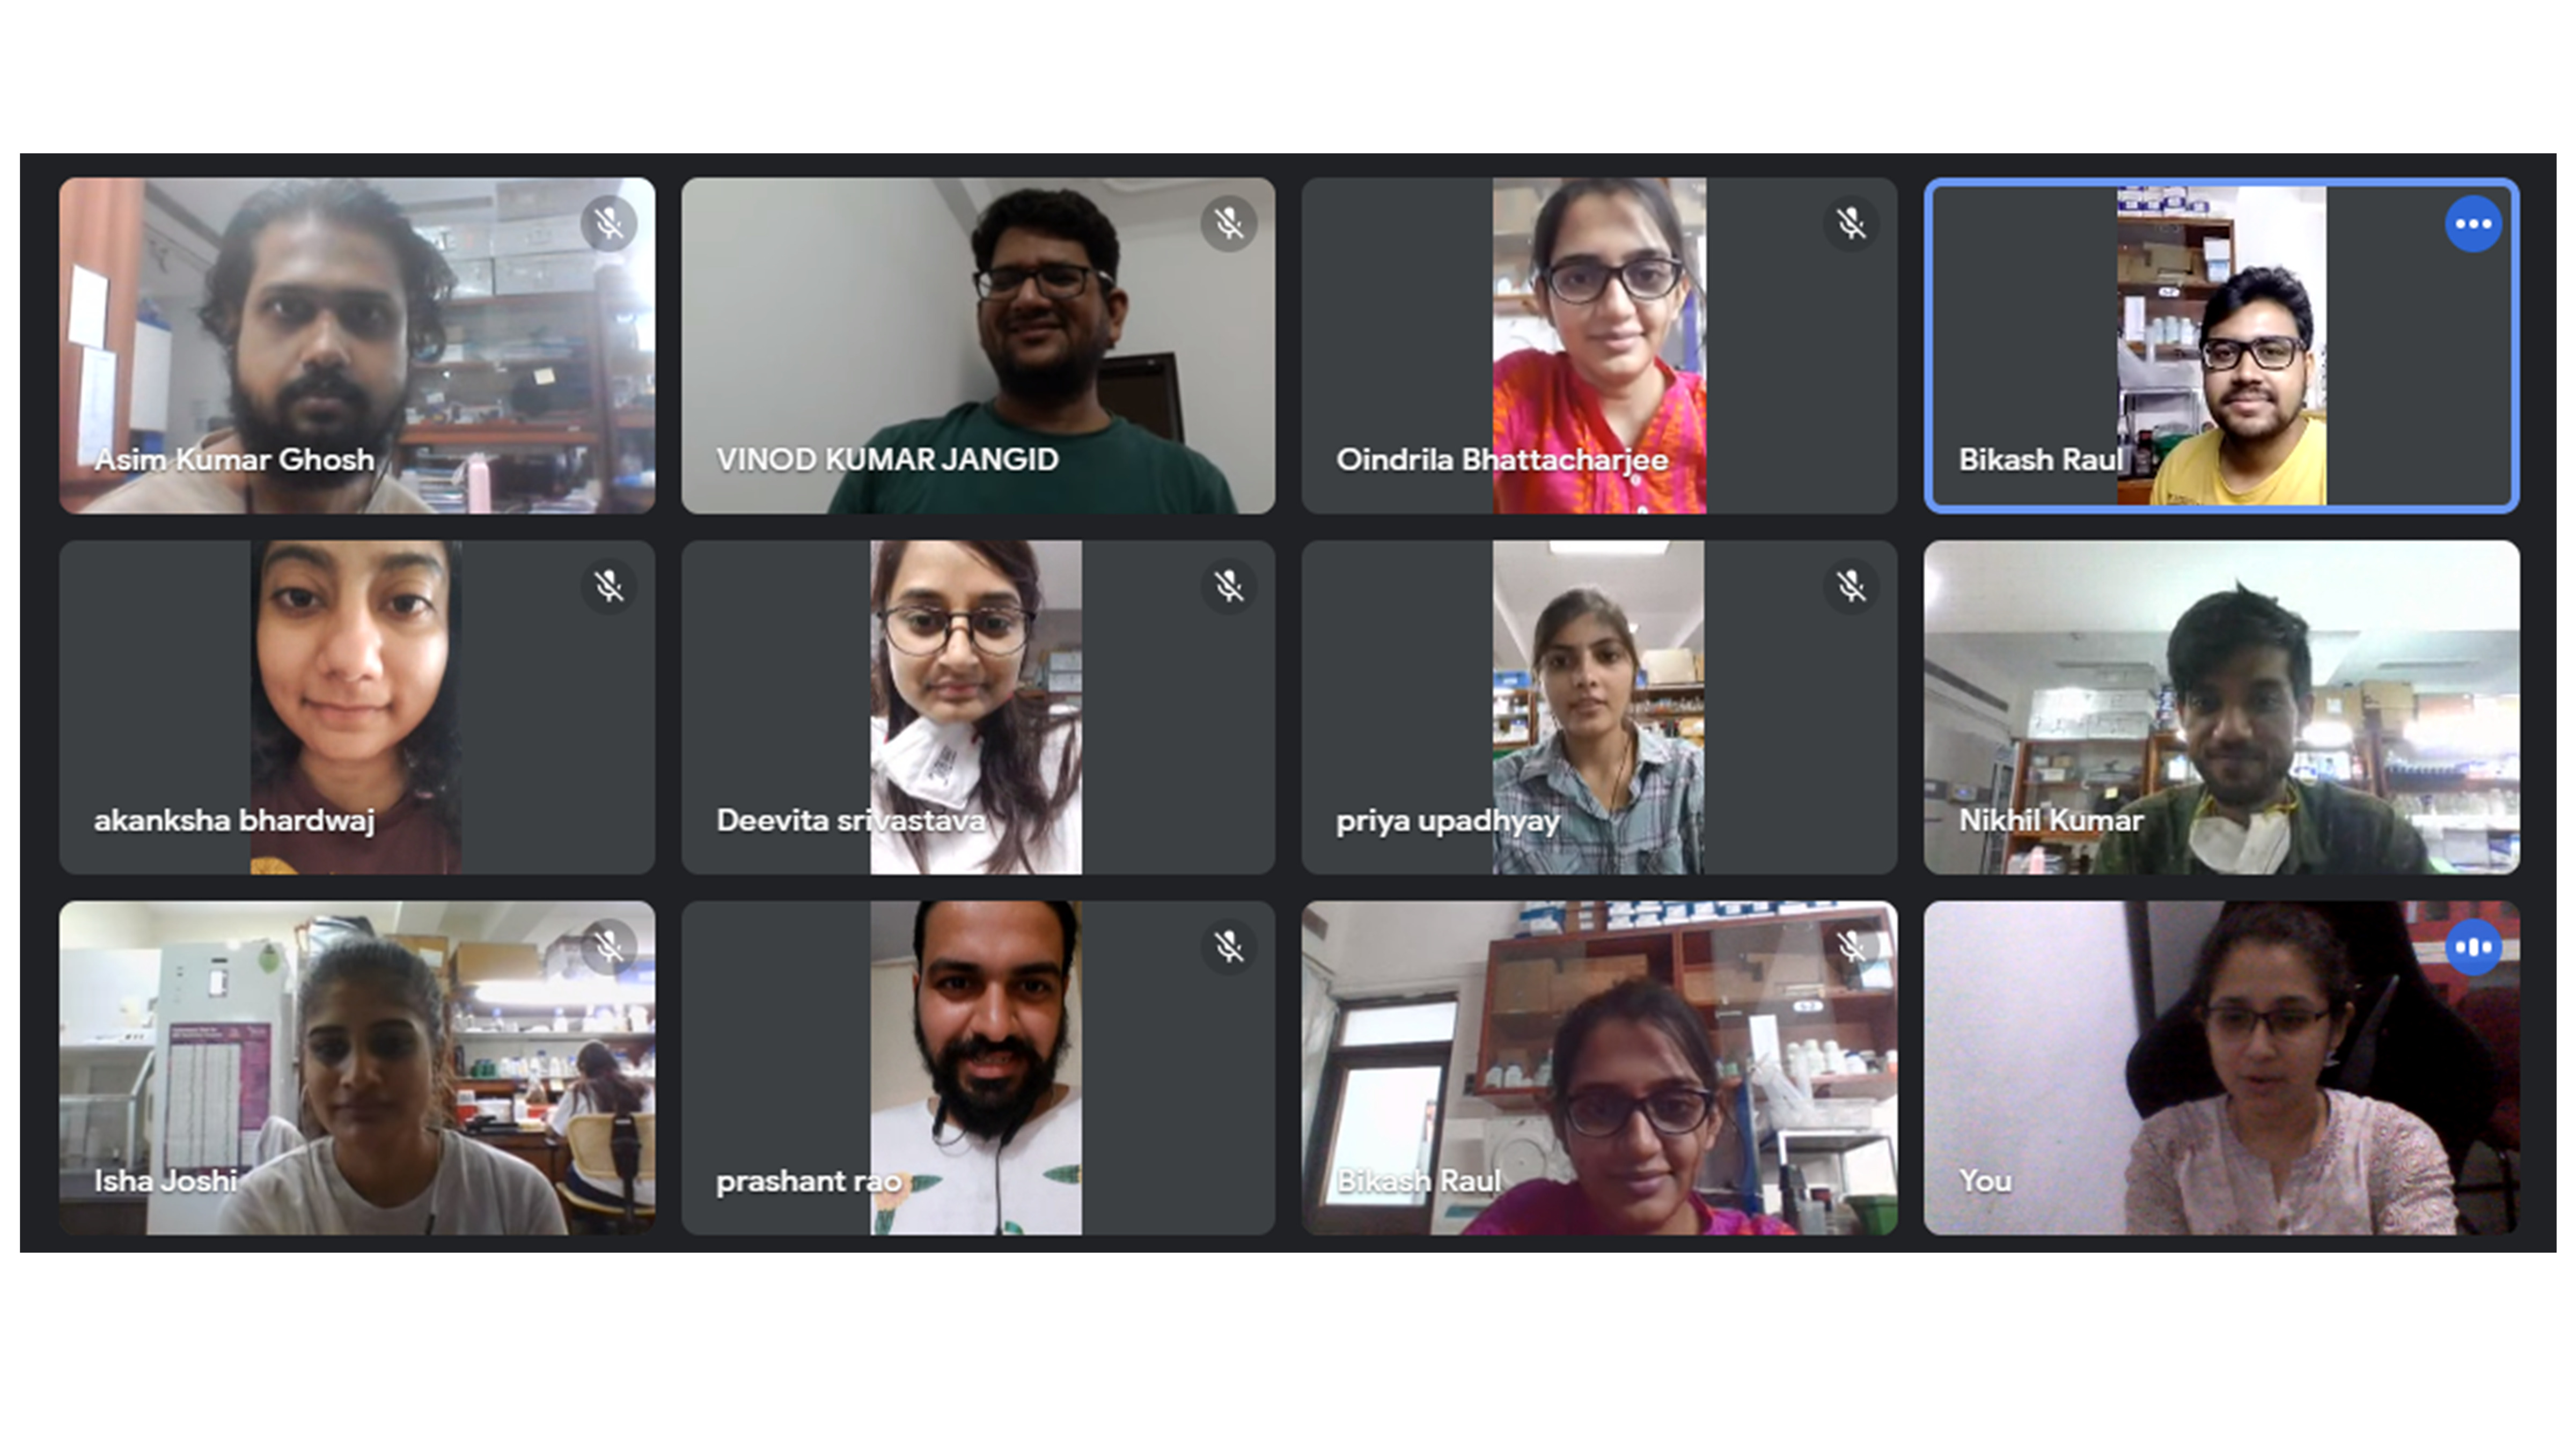 Asim Kumar Ghosh
VINOD KUMAR JANGID
Oindrila Bhattacharjee
Bikash Raul
akanksha bhardwaj
Deevita srivastava
priya upadhyay
Nikhil Kumar
Isha Joshi
prashant rao
Bikash Raul
You